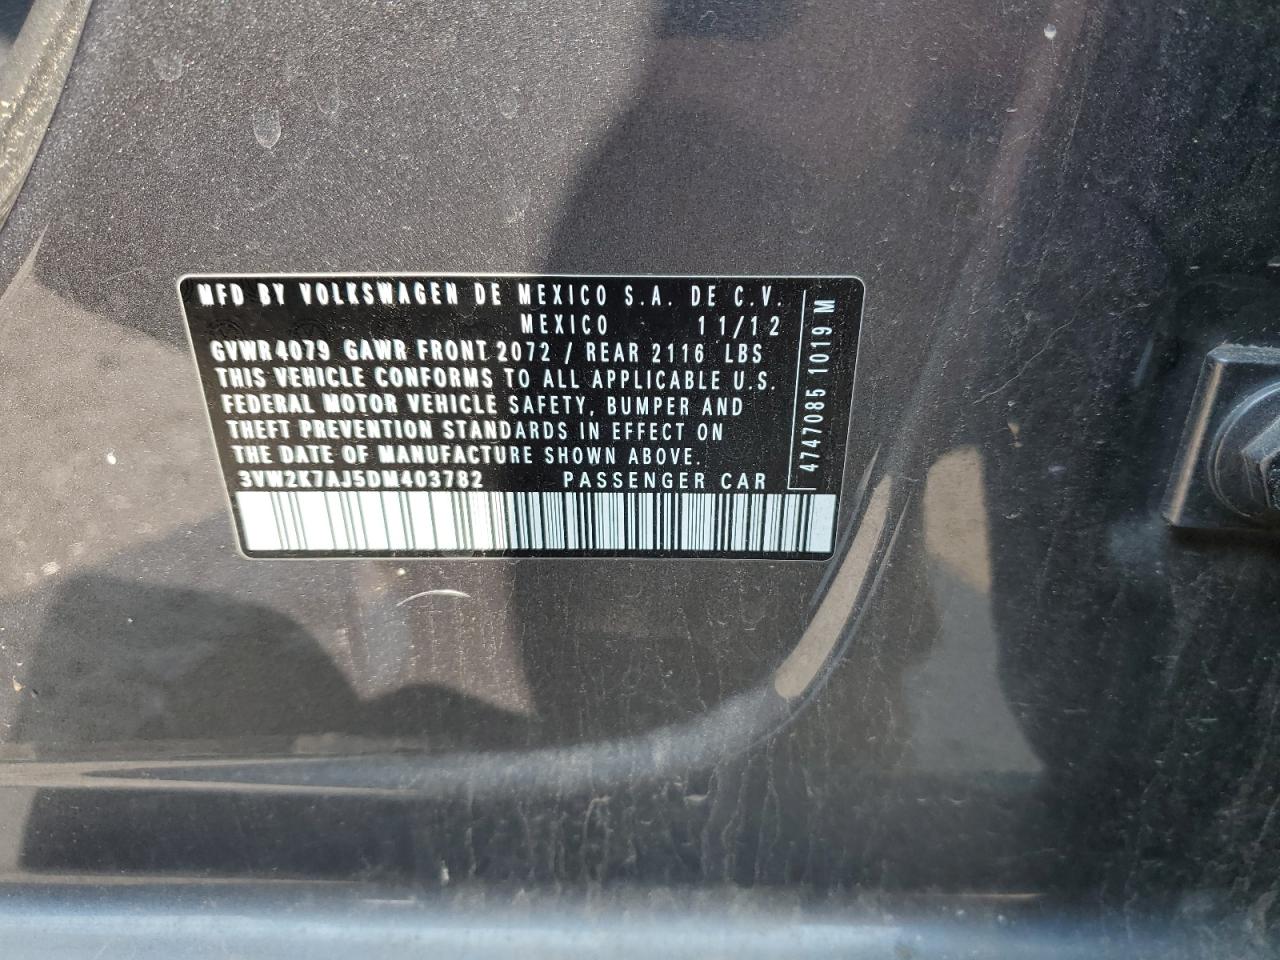 MFD BY VOLKSWAGEN DE MEXICO S.A. DE C.V.
MEXICO 11/12
GVWR 4079 GAWR FRONT 2072 / REAR 2116 LBS
THIS VEHICLE CONFORMS TO ALL APPLICABLE U.S.
FEDERAL MOTOR VEHICLE SAFETY, BUMPER AND
THEFT PREVENTION STANDARDS IN EFFECT ON
THE DATE OF MANUFACTURE SHOWN ABOVE.
3VW2K7AJ5DM403782 PASSENGER CAR
4747085 1019 M